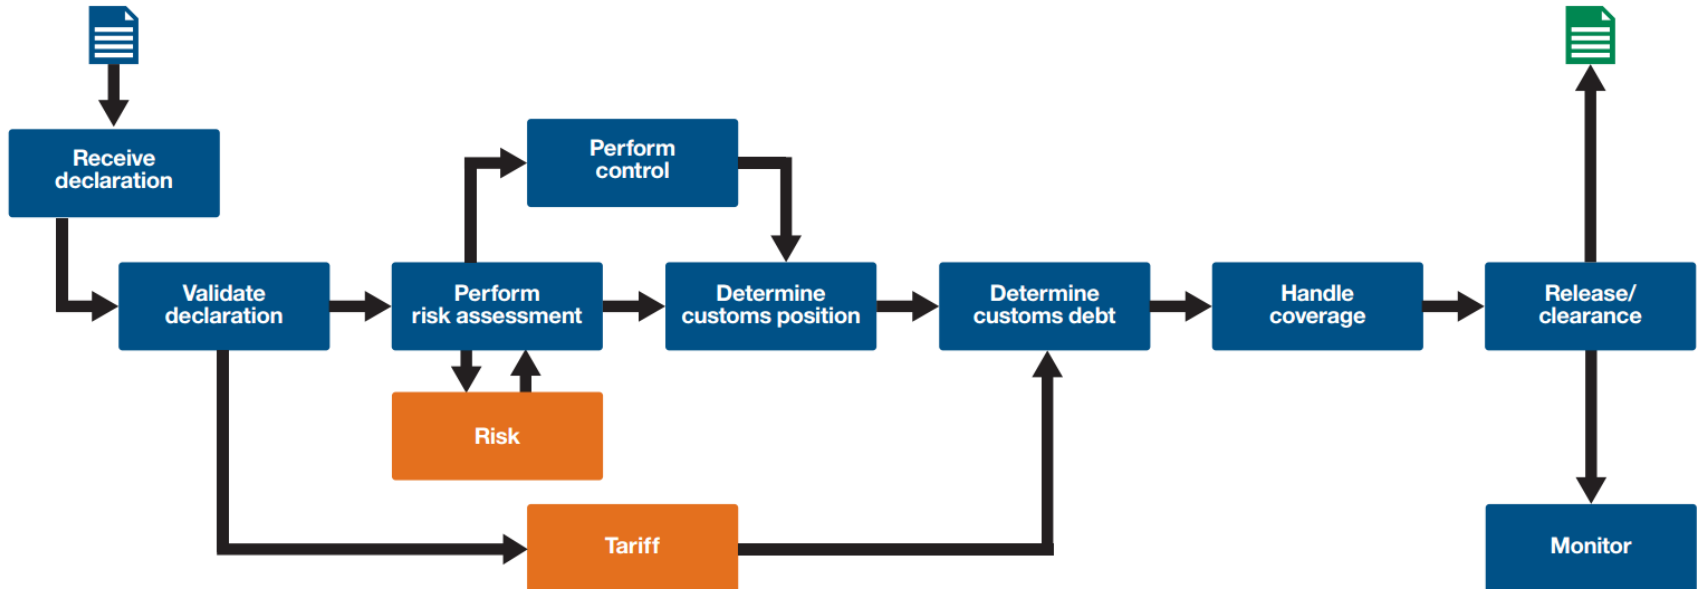 Receive
declaration
Perform
control
Validate
declaration
Perform
risk assessment
Determine
customs position
Determine
customs debt
Handle
coverage
Release/
clearance
Risk
Tariff
Monitor